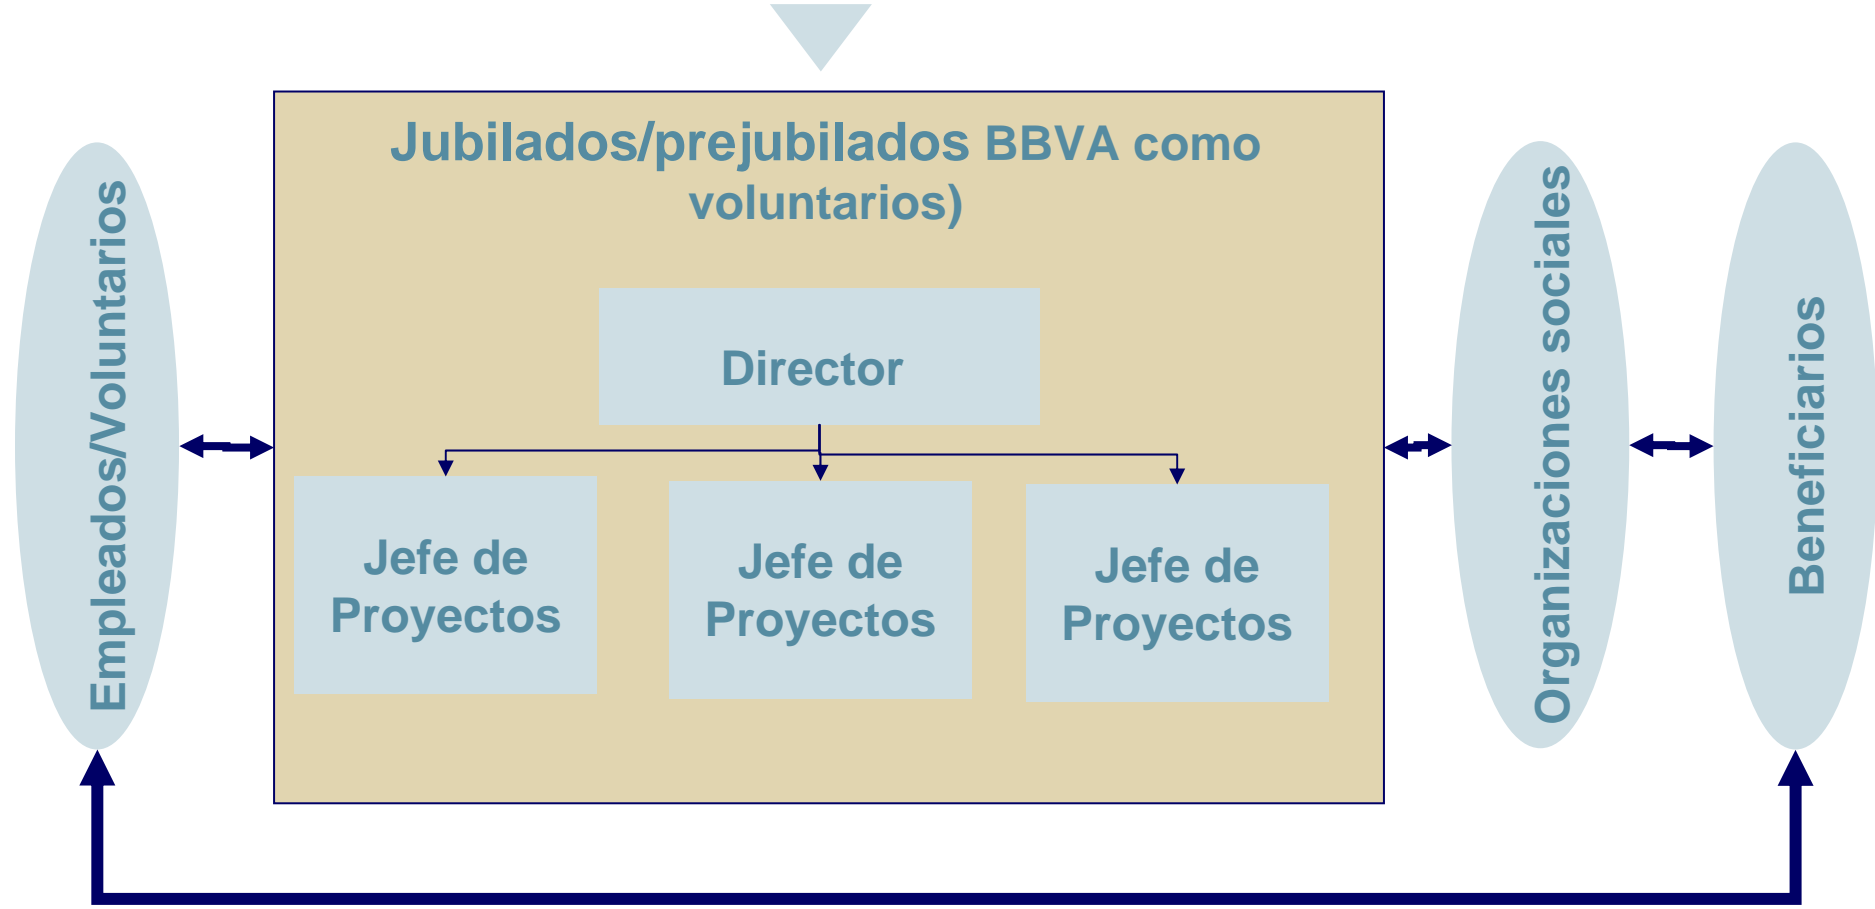 Jubilados/prejubilados BBVA como
voluntarios)
Empleados/Voluntarios
Director
Jefe de
Proyectos
Jefe de
Proyectos
Jefe de
Proyectos
Organizaciones sociales
Beneficiarios